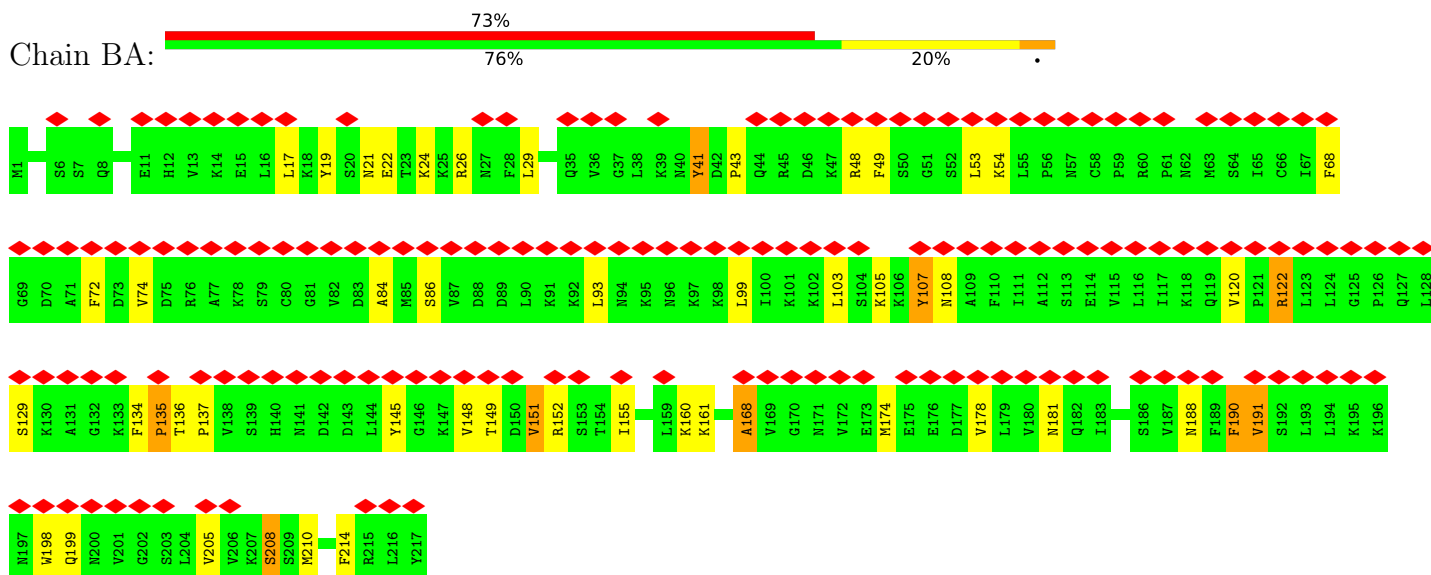 73%
Chain BA:
76% 20% •
M1 S6 S7 Q8 E11 H12 V13 K14 E15 L16 L17 K18 Y19 S20 N21 E22 T23 K24 K25 R26 N27 F28 L29 Q35 V36 G37 L38 K39 N40 Y41 D42 P43 Q44 R45 D46 K47 R48 F49 S50 G51 S52 L53 K54 L55 P56 N57 C58 P59 R60 P61 N62 M63 S64 I65 C66 I67 F68
G69 D70 A71 F72 D73 V74 D75 R76 A77 K78 S79 C80 G81 V82 D83 A84 M85 S86 V87 D88 D89 L90 K91 K92 L93 N94 K95 N96 K97 K98 L99 I100 K101 K102 L103 S104 K105 K106 Y107 N108 A109 F110 I111 A112 S113 E114 V115 L116 I117 K118 Q119 V120 P121 R122 L123 L124 G125 P126 Q127 L128
S129 K130 A131 G132 K133 F134 P135 T136 P137 V138 S139 H140 N141 D142 D143 L144 Y145 G146 K147 V148 T149 D150 V151 R152 S153 T154 I155 L159 K160 K161 A168 V169 G170 N171 V172 E173 M174 E175 E176 D177 V178 L179 V180 N181 Q182 I183 S186 V187 N188 F189 F190 V191 S192 L193 L194 K195 K196
N197 W198 Q199 N200 V201 G202 S203 L204 V205 V206 K207 S208 S209 M210 F214 R215 L216 Y217